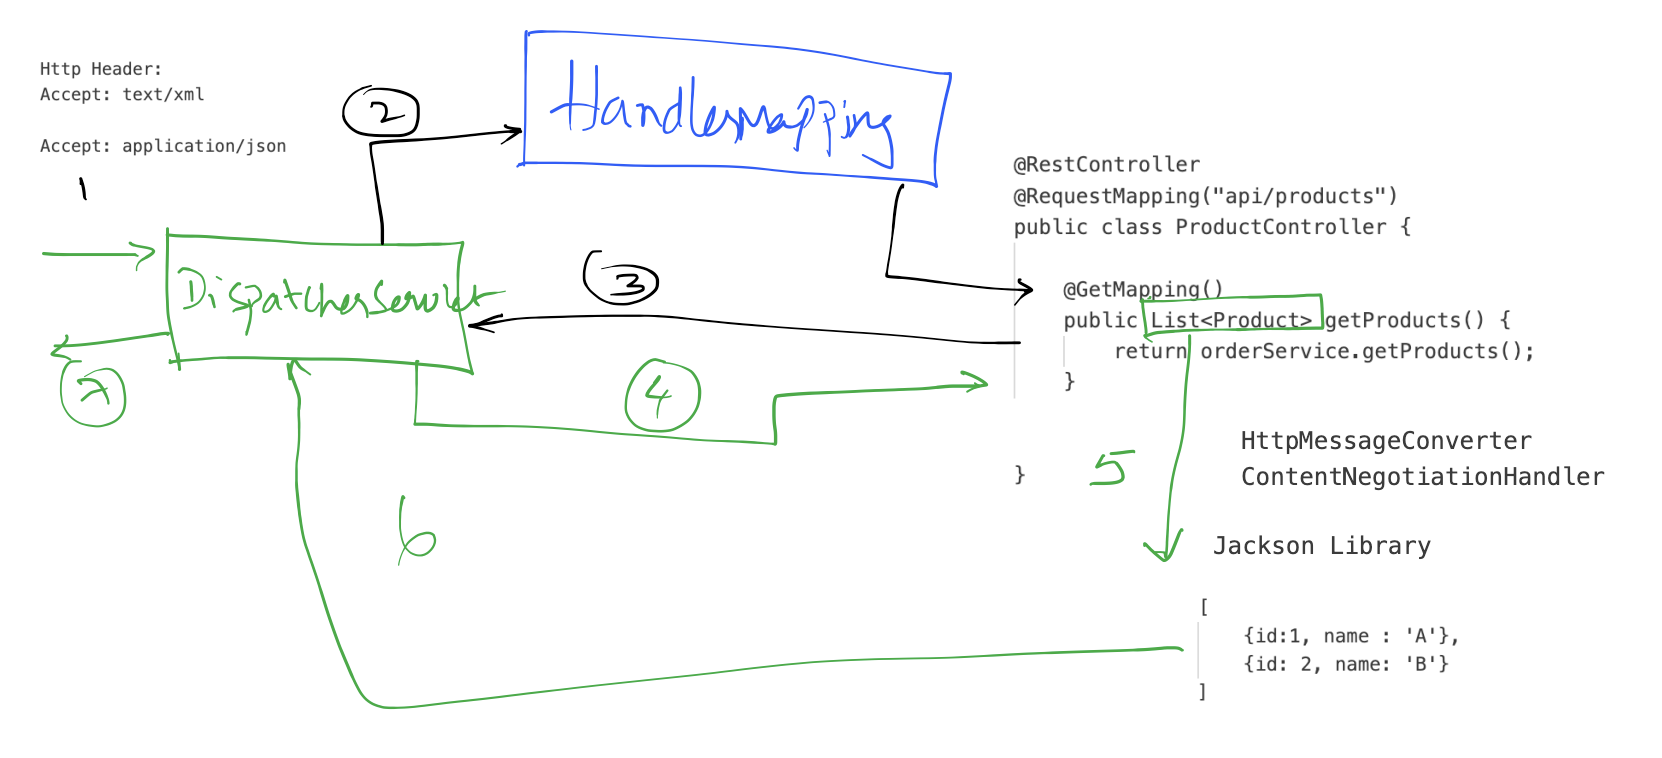 Http Header:
Accept: text/xml
Accept: application/json
1
2
HandlerMapping
@RestController
@RequestMapping("api/products")
public class ProductController {
@GetMapping()
public List<Product> getProducts() {
return orderService.getProducts();
}
}
DispatcherServlet
3
4
7
5
HttpMessageConverter
ContentNegotiationHandler
6
Jackson Library
[
{id:1, name : 'A'},
{id: 2, name: 'B'}
]